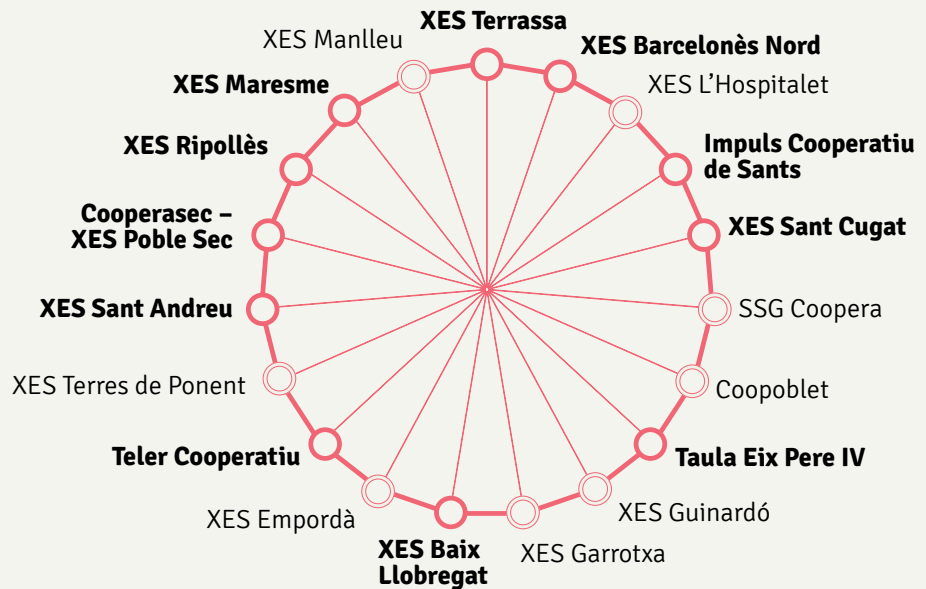 XES Terrassa
XES Barcelonès Nord
XES L'Hospitalet
Impuls Cooperatiu
de Sants
XES Sant Cugat
SSG Coopera
Coopoblet
Taula Eix Pere IV
XES Guinardó
XES Garrotxa
XES Baix
Llobregat
XES Empordà
Teler Cooperatiu
XES Terres de Ponent
XES Sant Andreu
Cooperasec –
XES Poble Sec
XES Ripollès
XES Maresme
XES Manlleu